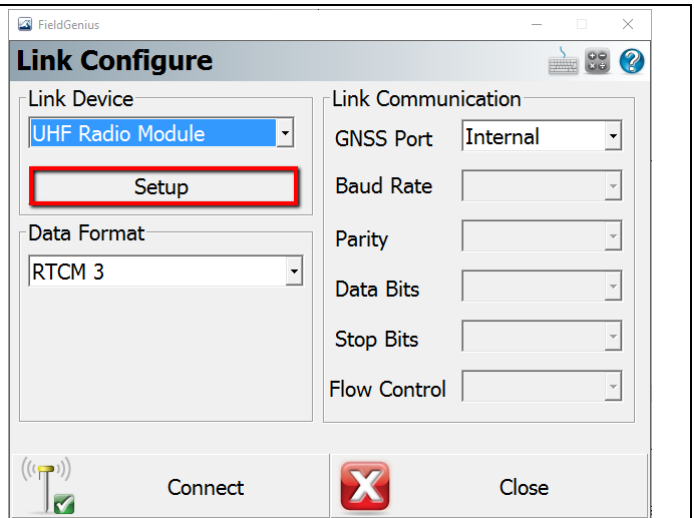 FieldGenius
Link Configure
Link Device
UHF Radio Module
Setup
Data Format
RTCM 3
Link Communication
GNSS Port Internal
Baud Rate
Parity
Data Bits
Stop Bits
Flow Control
Connect
Close